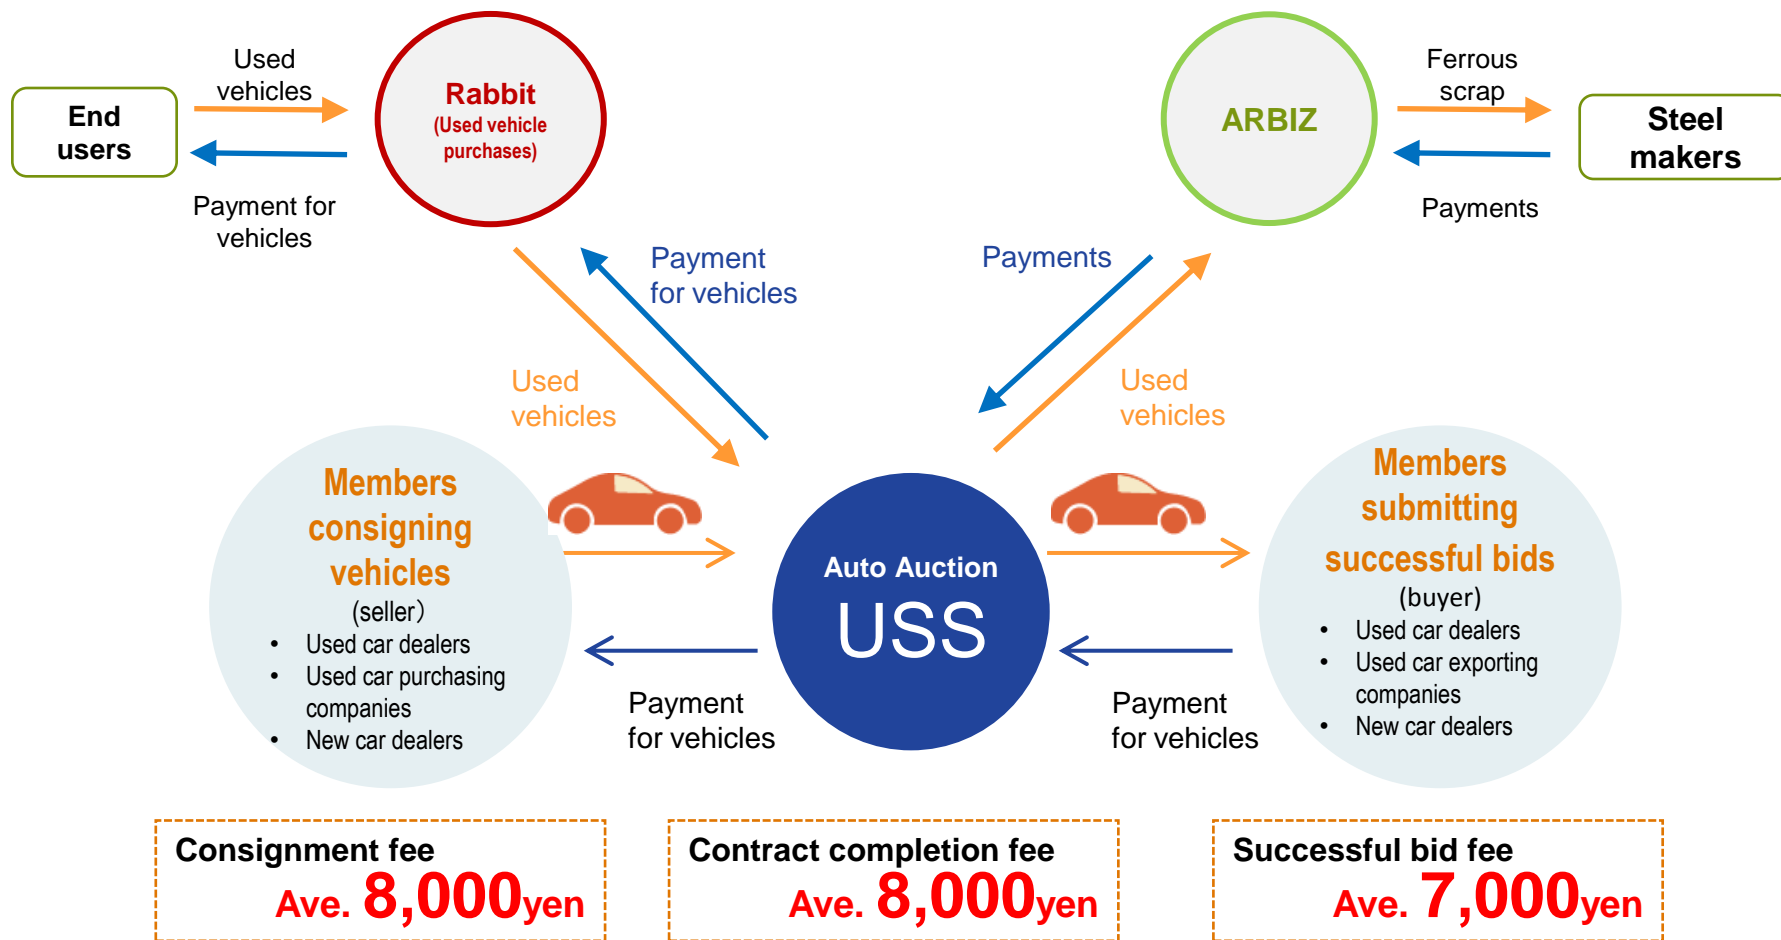 Used
vehicles
End
users
Payment for
vehicles
Rabbit
(Used vehicle
purchases)
ARBIZ
Ferrous
scrap
Steel
makers
Payments
Payment
for vehicles
Used
vehicles
Payments
Used
vehicles
Members
consigning
vehicles
(seller）
• Used car dealers
• Used car purchasing
companies
• New car dealers
Auto Auction
USS
Payment
for vehicles
Payment
for vehicles
Members
submitting
successful bids
(buyer)
• Used car dealers
• Used car exporting
companies
• New car dealers
Consignment fee
Ave. 8,000yen
Contract completion fee
Ave. 8,000yen
Successful bid fee
Ave. 7,000yen